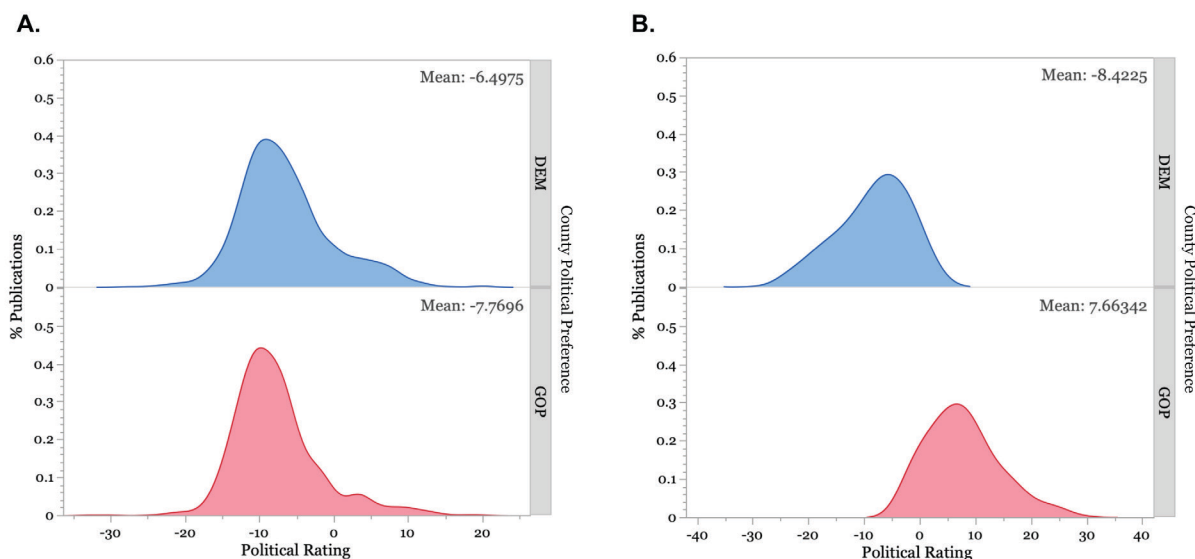 A.
0.6
0.5
0.4
0.3
0.2
0.1
0
Mean: -6.4975
DEM
0.5
0.4
0.3
0.2
0.1
0
Mean: -7.7696
GOP
% Publications
County Political Preference
-30 -20 -10 0 10 20
Political Rating
B.
0.6
0.5
0.4
0.3
0.2
0.1
0
Mean: -8.4225
DEM
0.5
0.4
0.3
0.2
0.1
0
Mean: 7.66342
GOP
% Publications
County Political Preference
-40 -30 -20 -10 0 10 20 30 40
Political Rating